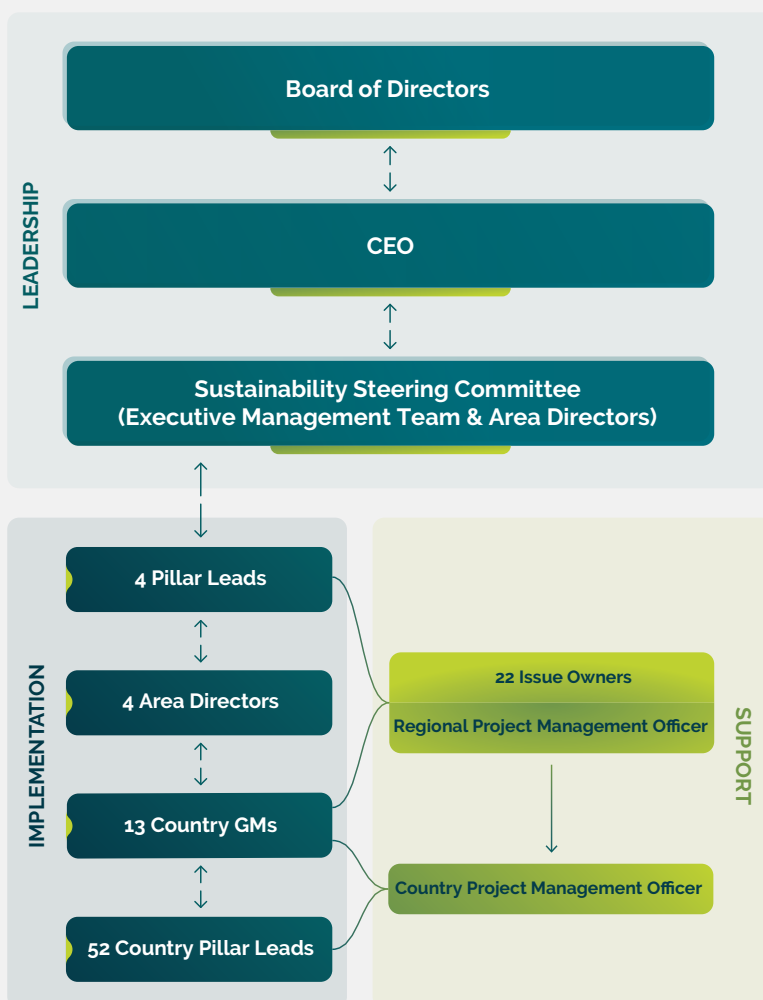 LEADERSHIP
Board of Directors
CEO
Sustainability Steering Committee
(Executive Management Team & Area Directors)
IMPLEMENTATION
4 Pillar Leads
4 Area Directors
13 Country GMs
52 Country Pillar Leads
22 Issue Owners
Regional Project Management Officer
Country Project Management Officer
SUPPORT